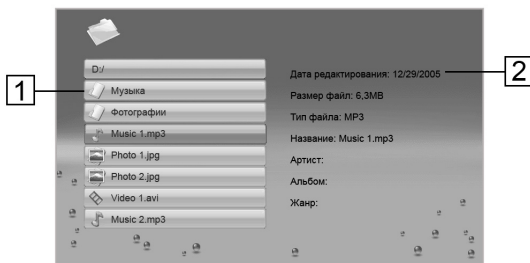 D:/
1
Музыка
Фотографии
Music 1.mp3
Photo 1.jpg
Photo 2.jpg
Video 1.avi
Music 2.mp3
Дата редактирования: 12/29/2005
2
Размер файл: 6,3MB
Тип файла: MP3
Название: Music 1.mp3
Артист:
Альбом:
Жанр: